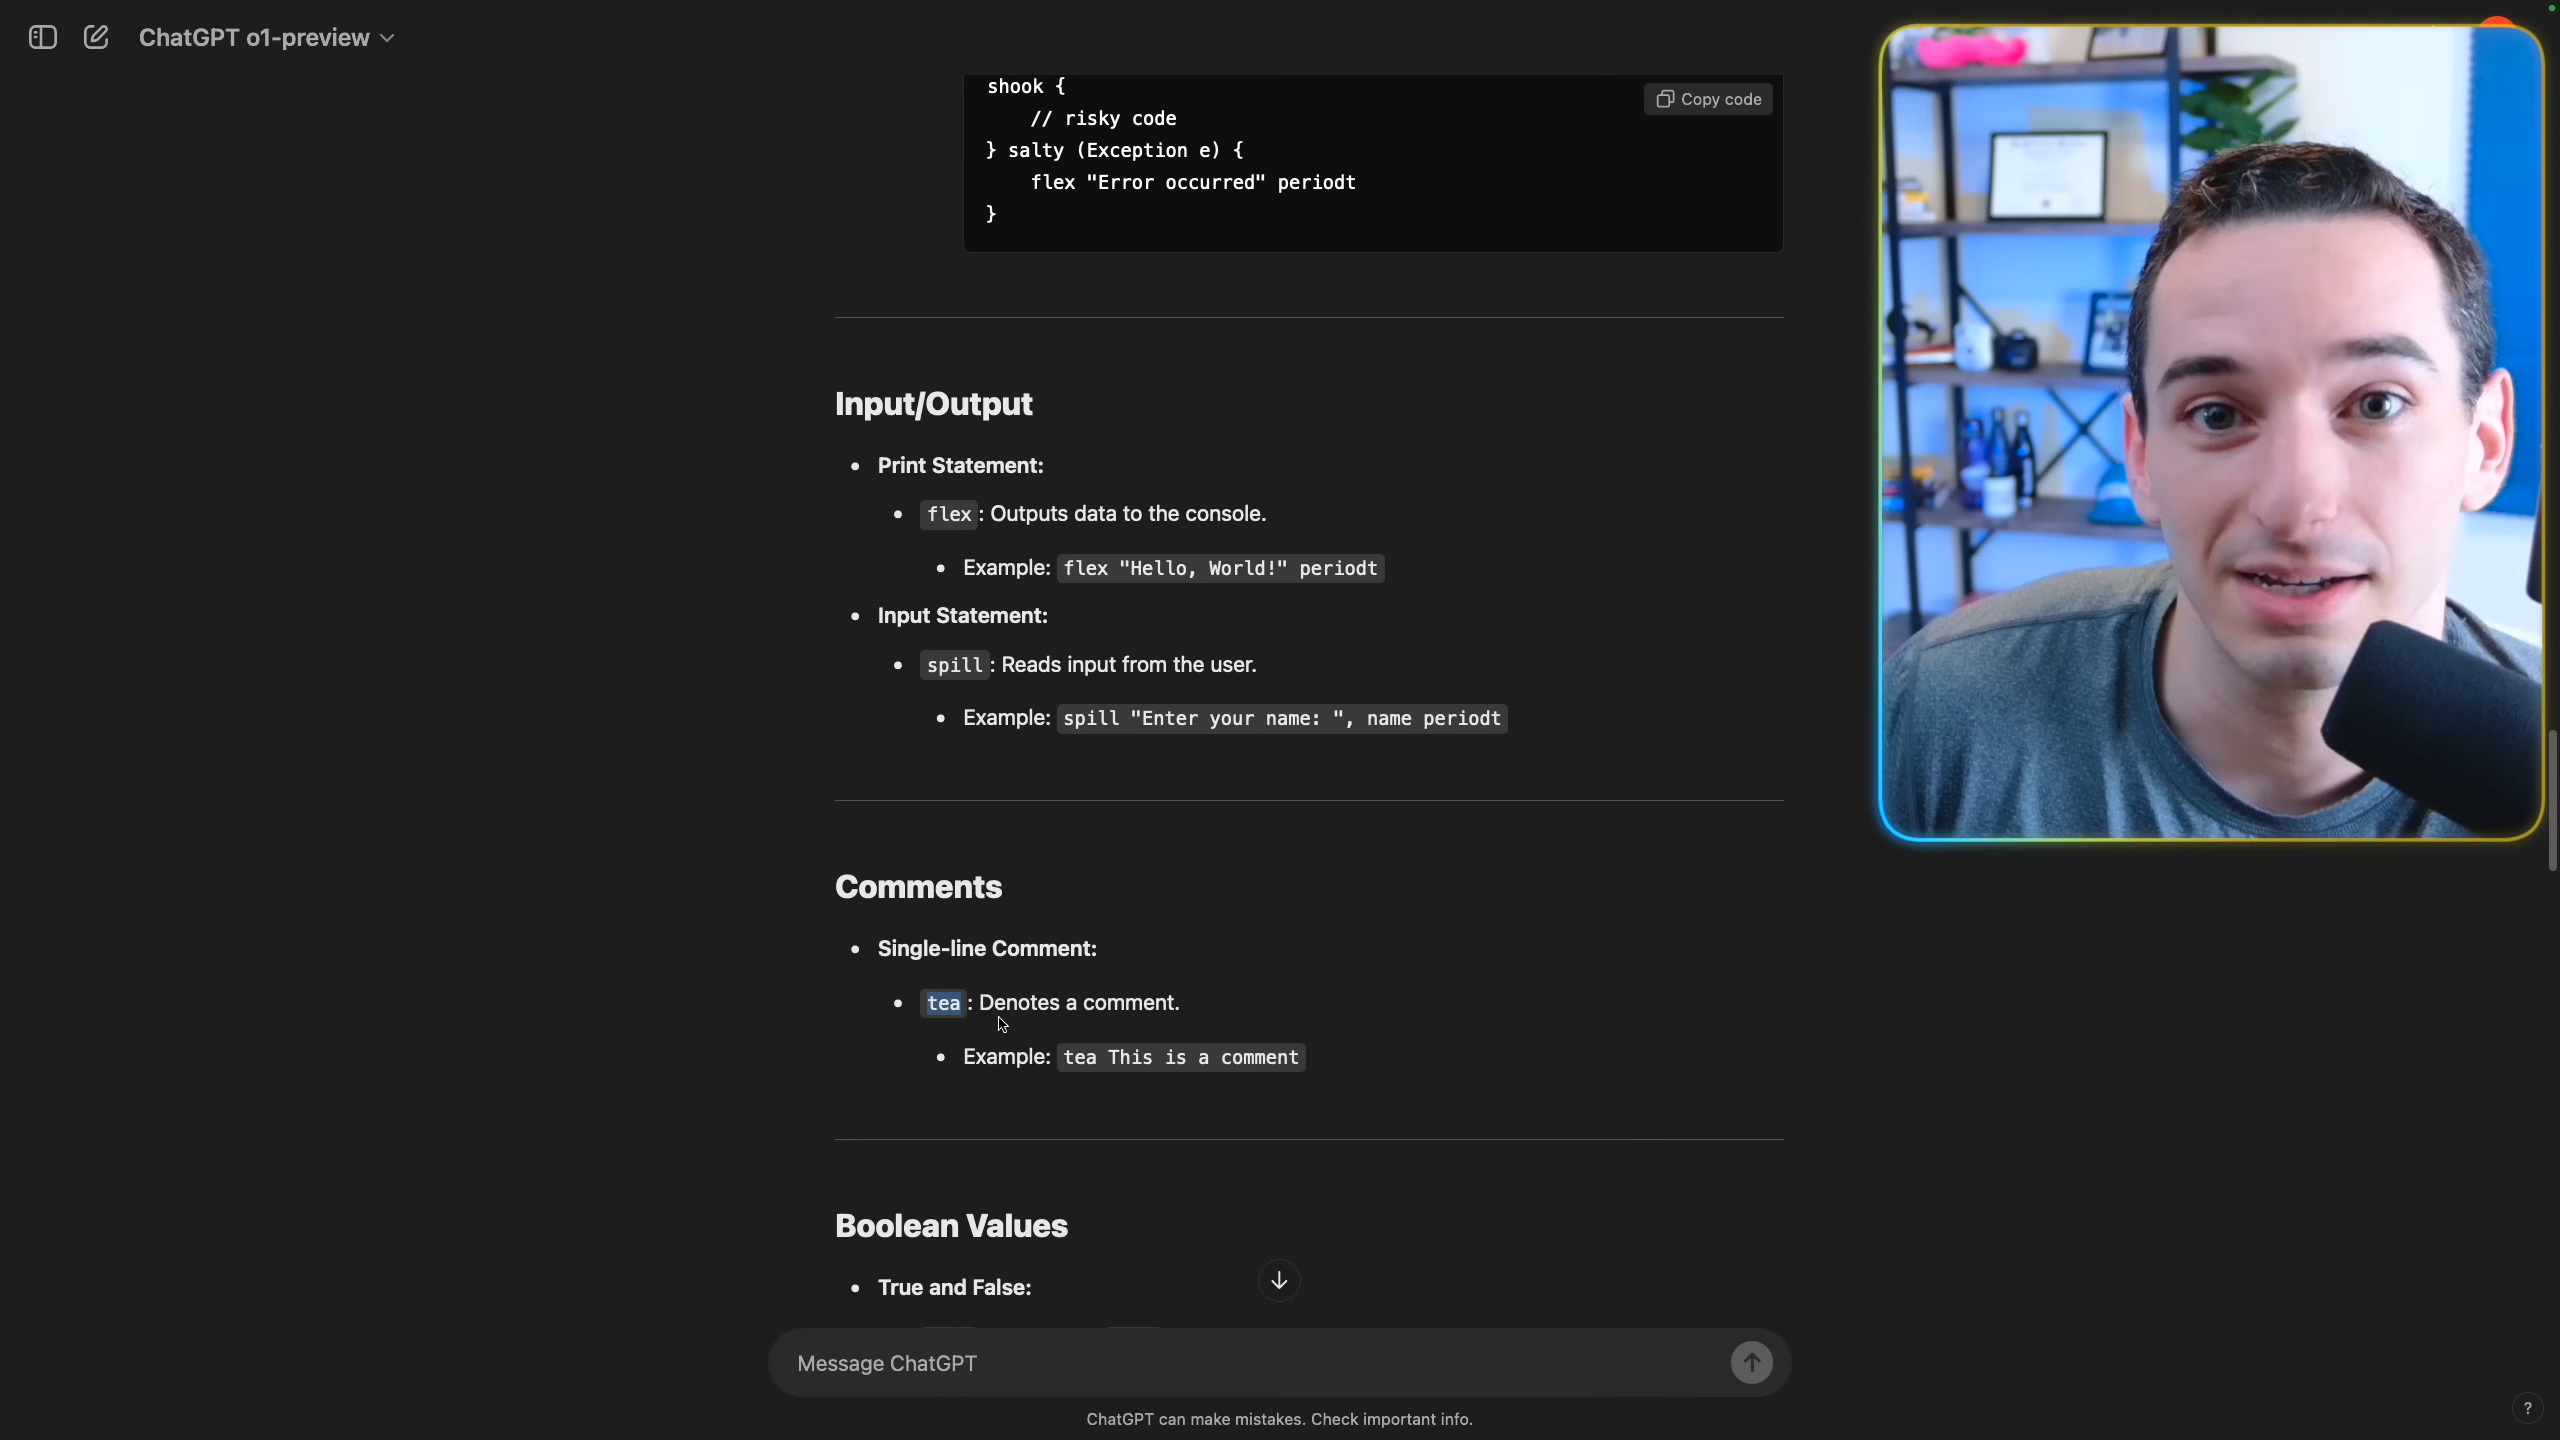 ChatGPT o1-preview
shook {
Copy code
// risky code
} salty (Exception e) {
flex "Error occurred" periodt
}
Input/Output
• Print Statement:
• flex: Outputs data to the console.
• Example: flex "Hello, World!" periodt
• Input Statement:
• spill: Reads input from the user.
• Example: spill "Enter your name: ", name periodt
Comments
• Single-line Comment:
• tea: Denotes a comment.
• Example: tea This is a comment
Boolean Values
• True and False:
Message ChatGPT
ChatGPT can make mistakes. Check important info.
?